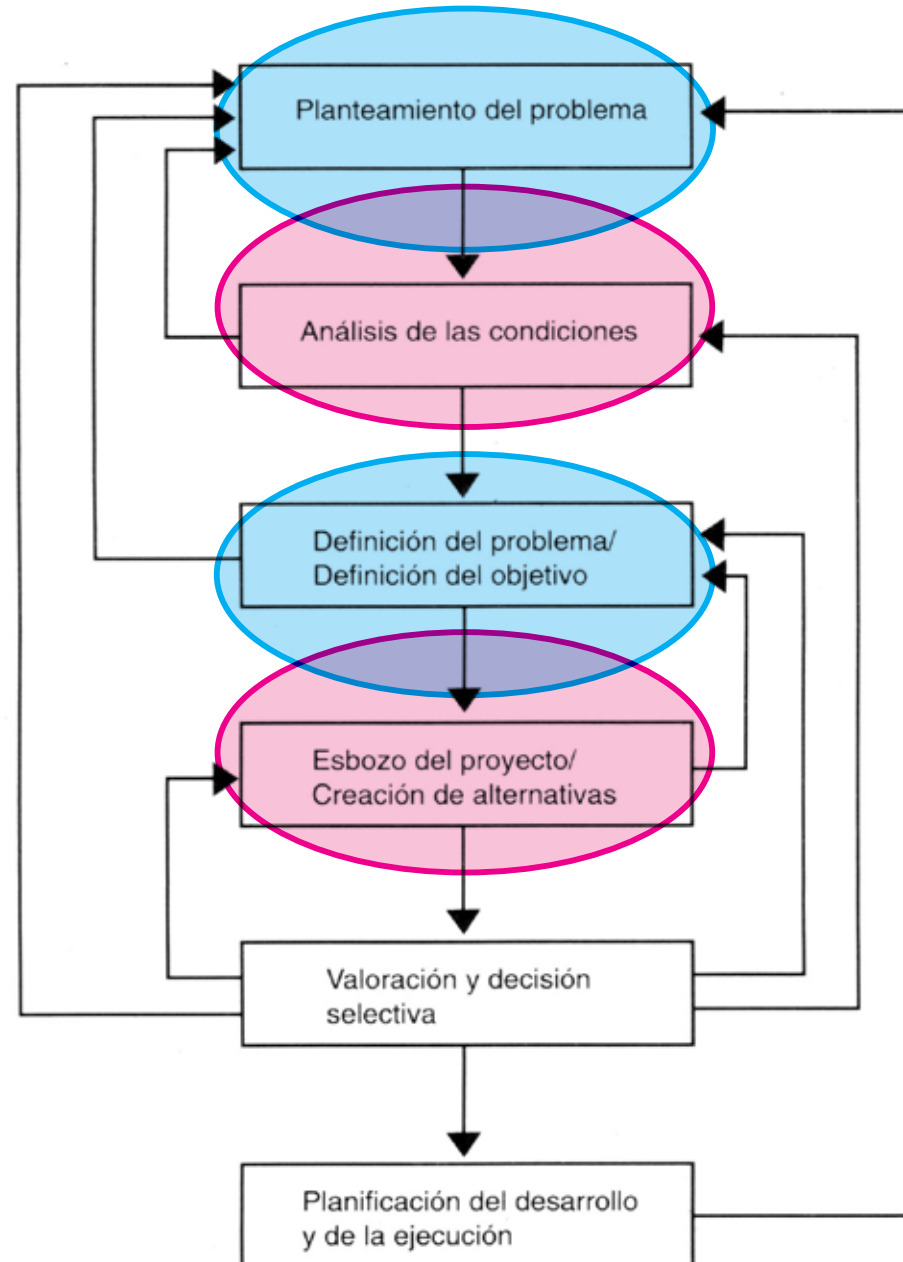 Planteamiento del problema
Análisis de las condiciones
Definición del problema/
Definición del objetivo
Esbozo del proyecto/
Creación de alternativas
Valoración y decisión
selectiva
Planificación del desarrollo
y de la ejecución